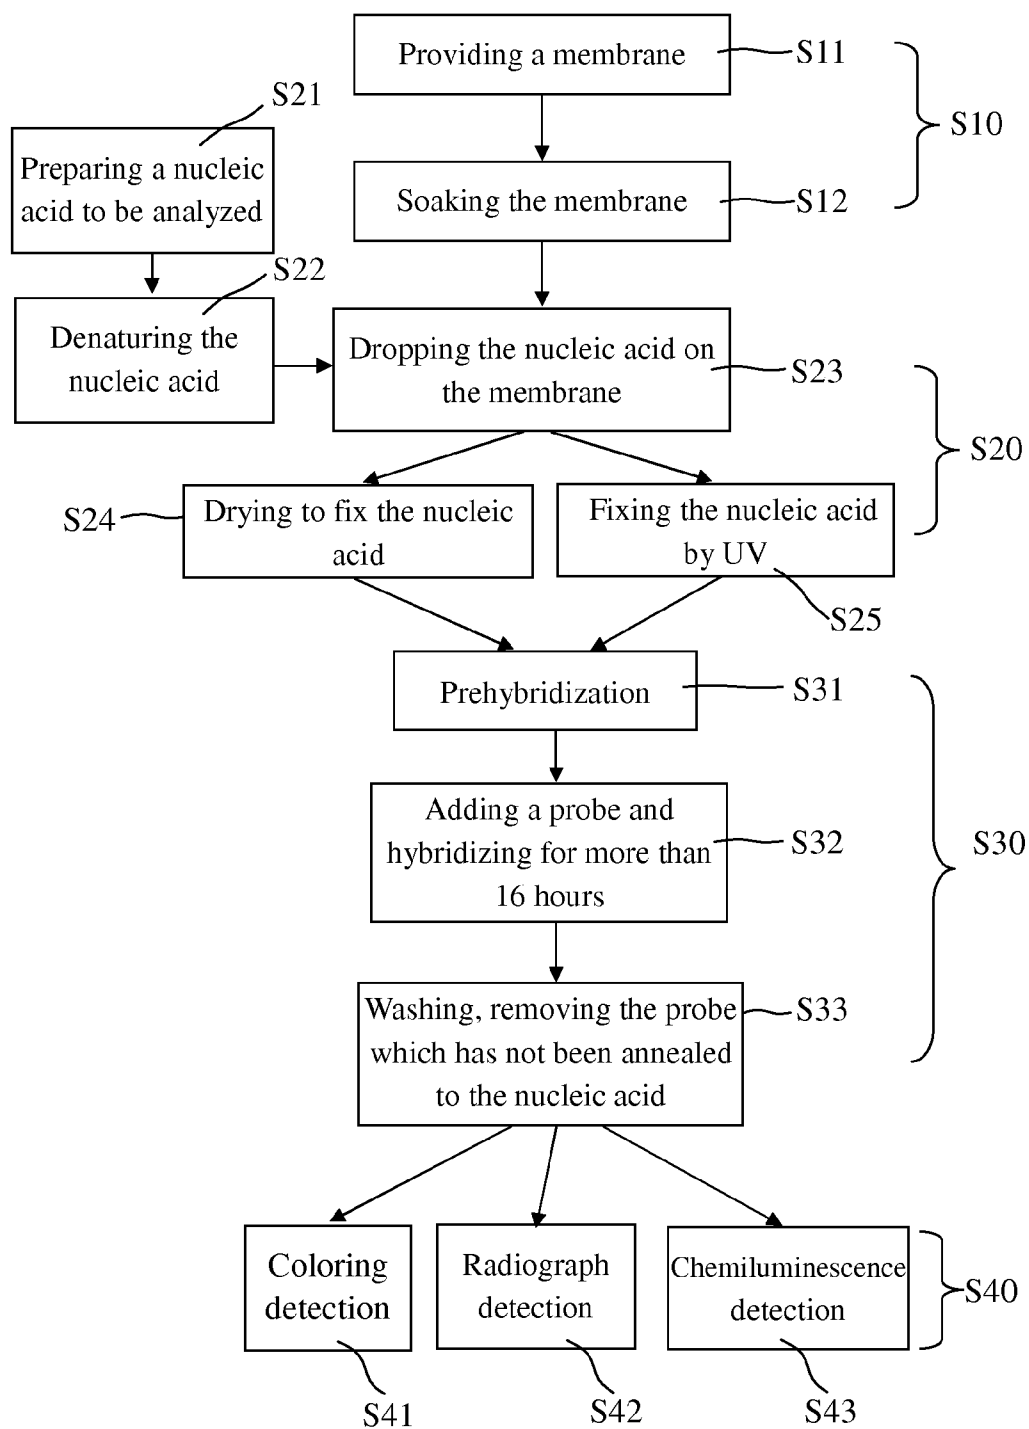 Providing a membrane
S11
S10
S21
Preparing a nucleic
acid to be analyzed
Soaking the membrane
S12
S22
Denaturing the
nucleic acid
Dropping the nucleic acid on
the membrane
S23
S20
S24
Drying to fix the nucleic
acid
Fixing the nucleic acid
by UV
S25
Prehybridization
S31
Adding a probe and
hybridizing for more than
16 hours
S32
S30
Washing, removing the probe
which has not been annealed
to the nucleic acid
S33
Coloring
detection
Radiograph
detection
Chemiluminescence
detection
S40
S41
S42
S43